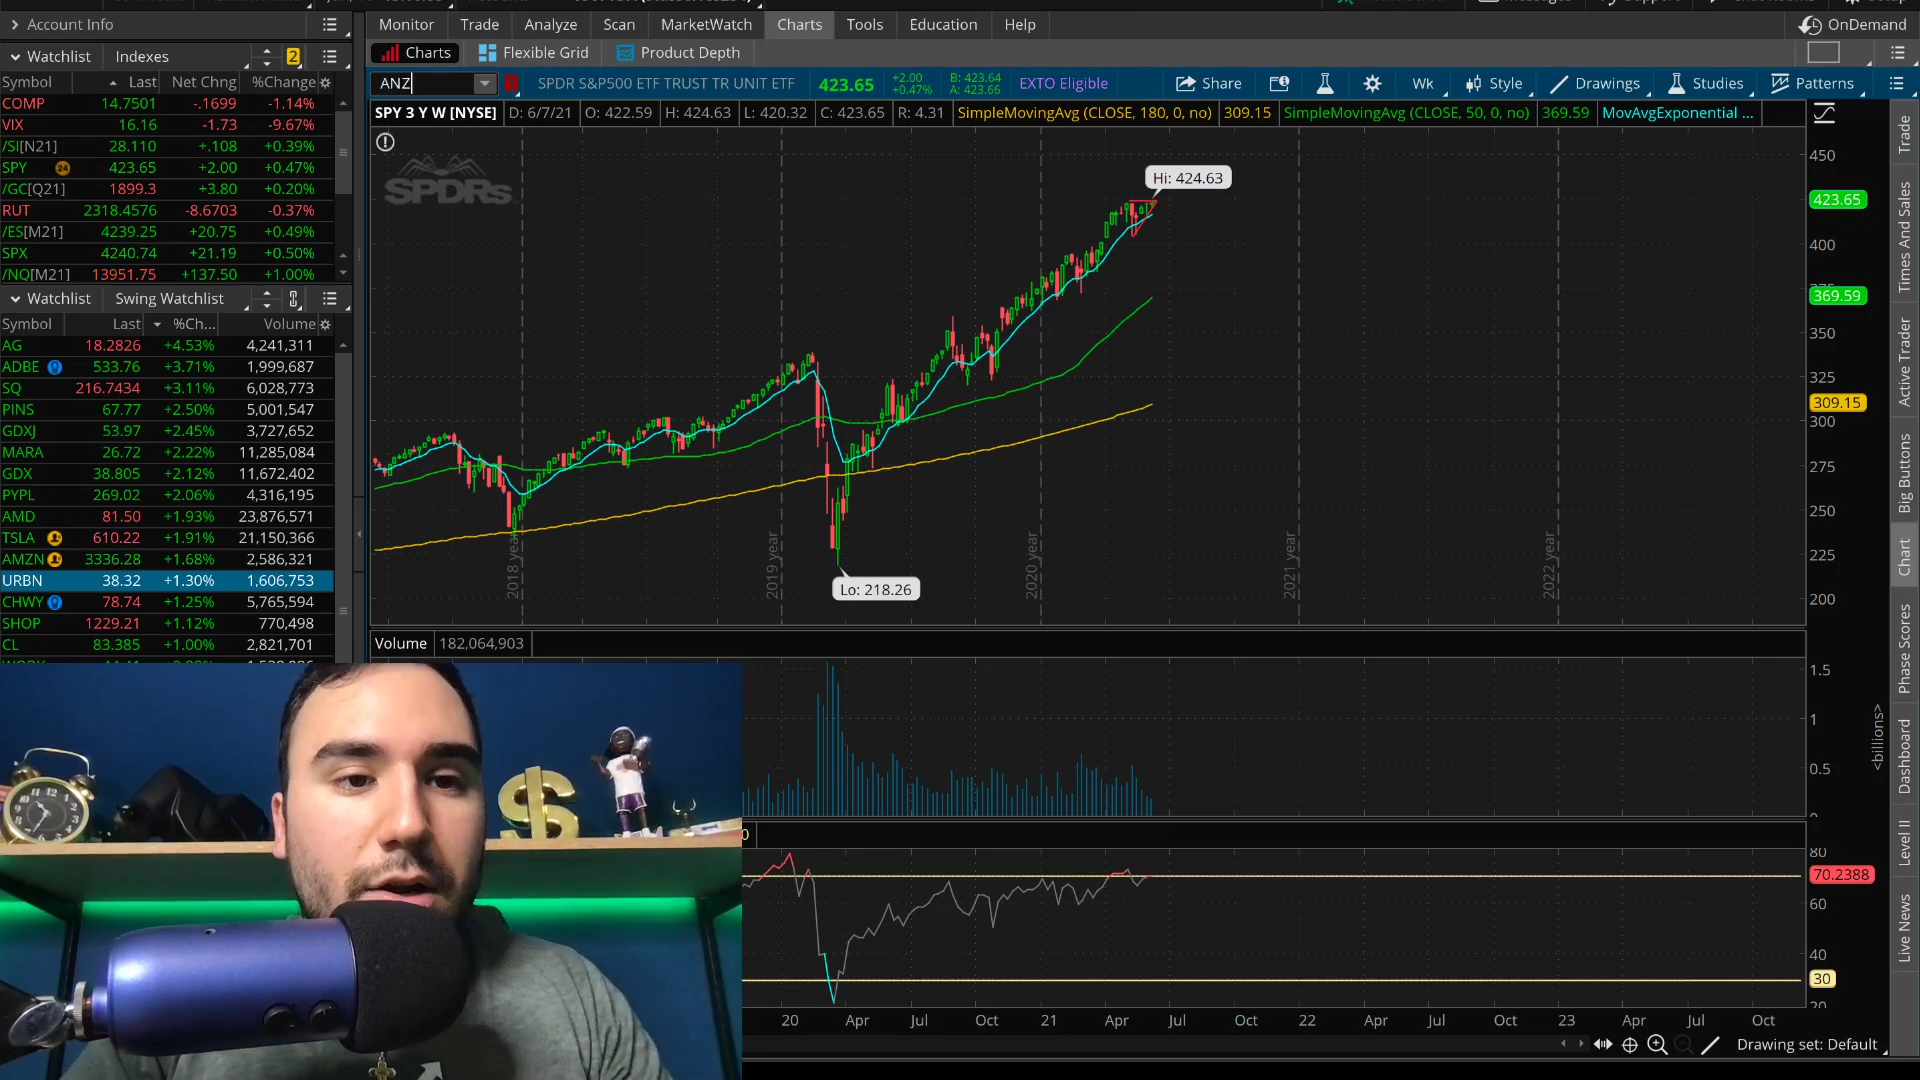 Account Info
Monitor Trade Analyze Scan MarketWatch Charts Tools Education Help OnDemand
Watchlist Indexes 2
Charts Flexible Grid Product Depth
Symbol Last Net Chng %Change
ANZ SPDR S&P500 ETF TRUST TR UNIT ETF 423.65 +2.00 +0.47% B: 423.64 A: 423.66 EXTO Eligible Share Wk Style Drawings Studies Patterns
SPY 3 Y W [NYSE] D: 6/7/21 O: 422.59 H: 424.63 L: 420.32 C: 423.65 R: 4.31 SimpleMovingAvg (CLOSE, 180, 0, no) 309.15 SimpleMovingAvg (CLOSE, 50, 0, no) 369.59 MovAvgExponential ...
COMP 14.7501 -.1699 -1.14%
VIX 16.16 -1.73 -9.67%
/SI[N21] 28.110 +.108 +0.39%
SPY 24 423.65 +2.00 +0.47%
/GC[Q21] 1899.3 +3.80 +0.20%
RUT 2318.4576 -8.6703 -0.37%
/ES[M21] 4239.25 +20.75 +0.49%
SPX 4240.74 +21.19 +0.50%
/NQ[M21] 13951.75 +137.50 +1.00%
Watchlist Swing Watchlist
Symbol Last %Ch... Volume
AG 18.2826 +4.53% 4,241,311
ADBE 533.76 +3.71% 1,999,687
SQ 216.7434 +3.11% 6,028,773
PINS 67.77 +2.50% 5,001,547
GDXJ 53.97 +2.45% 3,727,652
MARA 26.72 +2.22% 11,285,084
GDX 38.805 +2.12% 11,672,402
PYPL 269.02 +2.06% 4,316,195
AMD 81.50 +1.93% 23,876,571
TSLA 610.22 +1.91% 21,150,366
AMZN 3336.28 +1.68% 2,586,321
URBN 38.32 +1.30% 1,606,753
CHWY 78.74 +1.25% 5,765,594
SHOP 1229.21 +1.12% 770,498
CL 83.385 +1.00% 2,821,701
SPDRs
Hi: 424.63
Lo: 218.26
2018 year
2019 year
2020 year
2021 year
2022 year
450
423.65
400
369.59
350
325
309.15
300
275
250
225
200
Volume 182,064,903
1.5
1
0.5
<billions>
80
70.2388
60
40
30
20
20 Apr Jul Oct 21 Apr Jul Oct 22 Apr Jul Oct 23 Apr Jul Oct
Drawing set: Default
Trade
Times And Sales
Active Trader
Big Buttons
Chart
Phase Scores
Dashboard
Level II
Live News